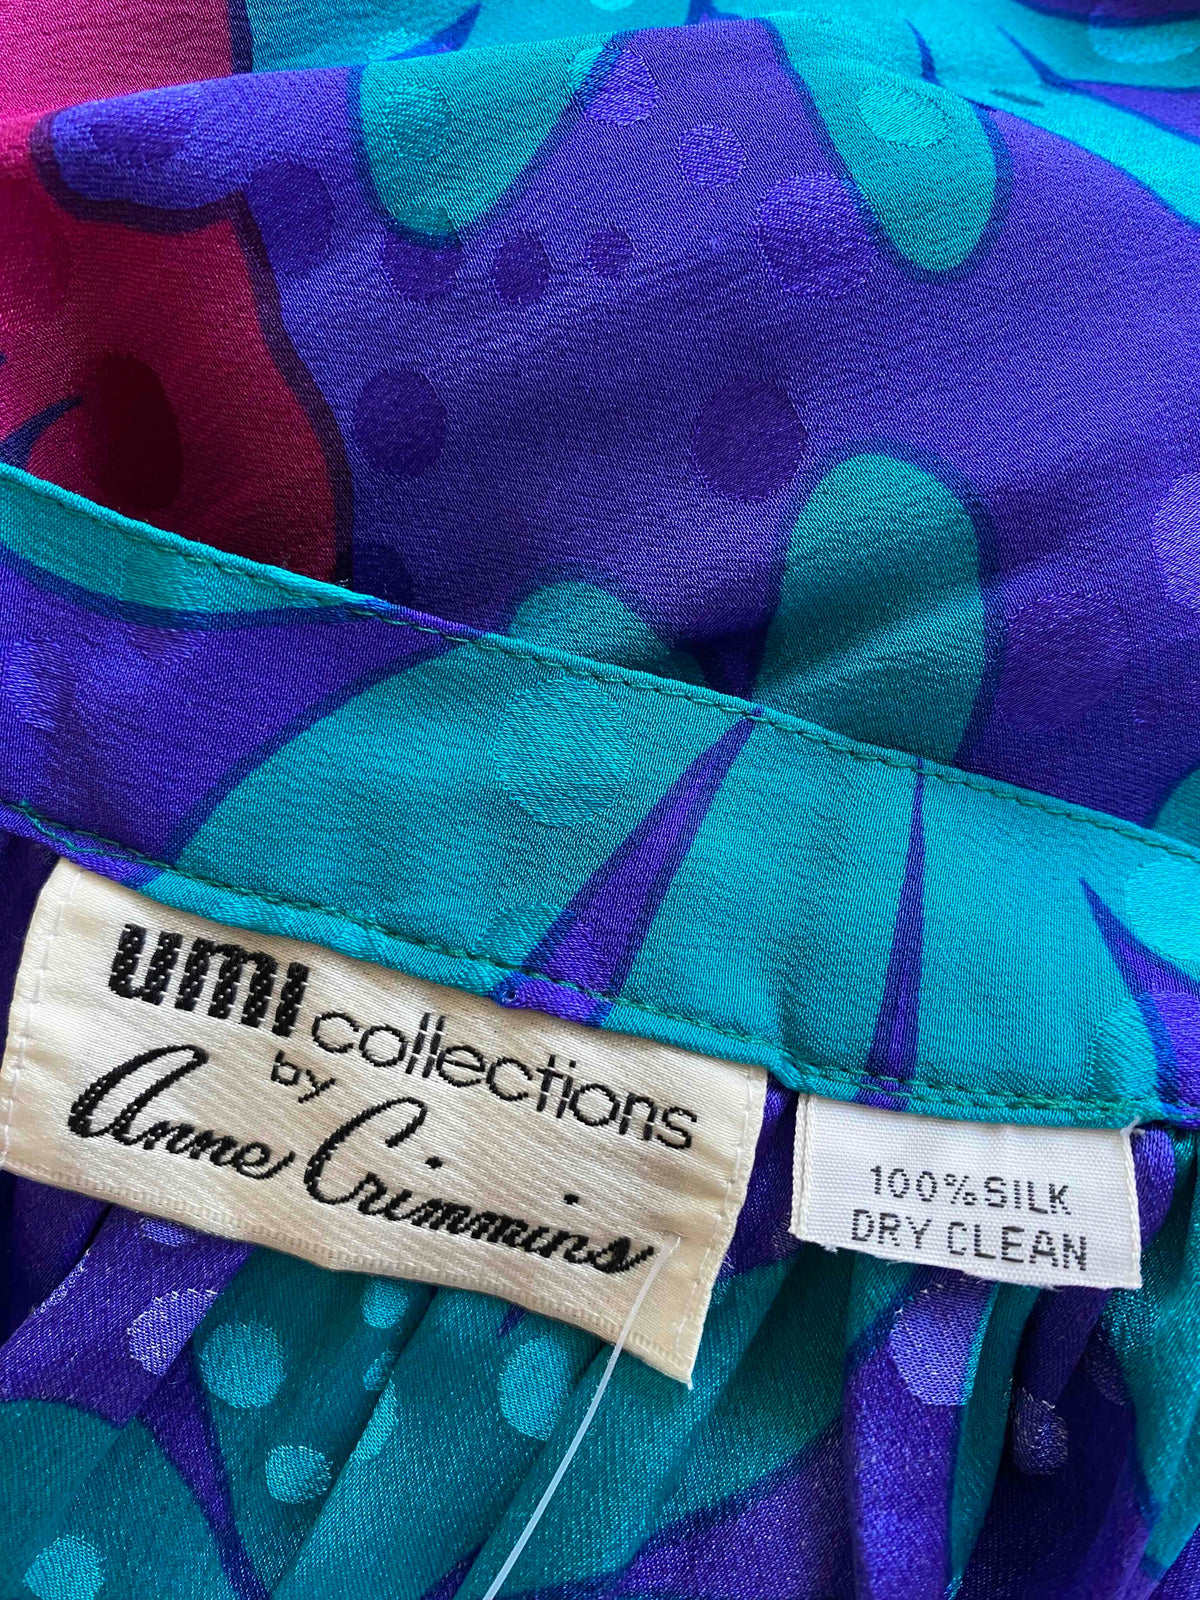 umi collections
by
Anne Crimmins
100% SILK
DRY CLEAN